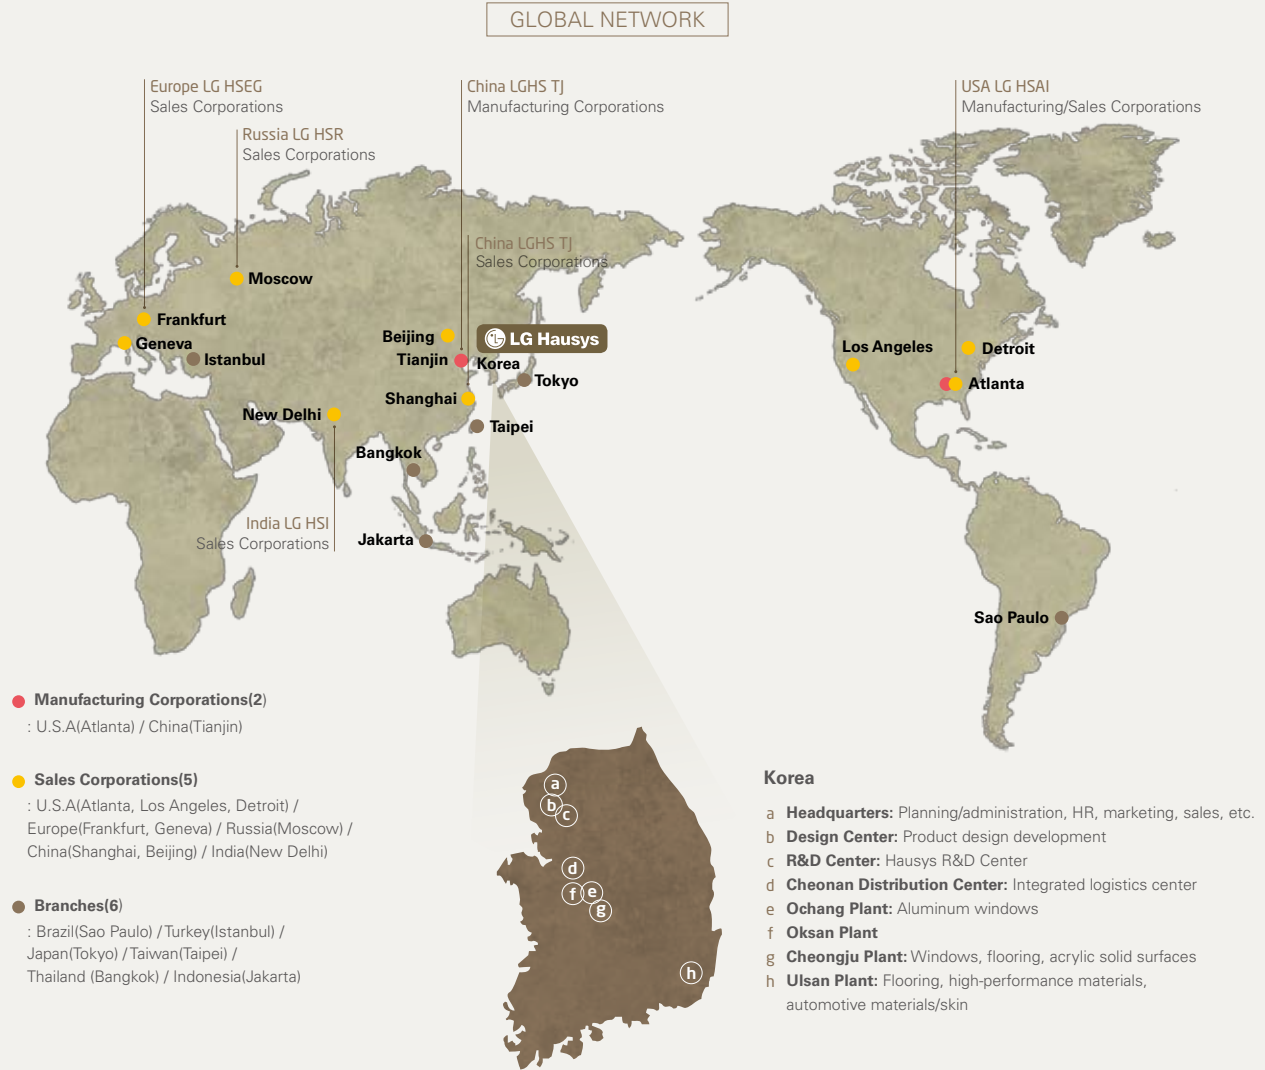 GLOBAL NETWORK
Europe LG HSEG
Sales Corporations
Russia LG HSR
Sales Corporations
China LGHS TJ
Manufacturing Corporations
USA LG HSAI
Manufacturing/Sales Corporations
China LGHS TJ
Sales Corporations
Moscow
Frankfurt
Geneva
Istanbul
Beijing
LG Hausys
Tianjin
Korea
Tokyo
Shanghai
New Delhi
Taipei
Bangkok
India LG HSI
Sales Corporations
Jakarta
Los Angeles
Detroit
Atlanta
Sao Paulo
Manufacturing Corporations(2)
: U.S.A(Atlanta) / China(Tianjin)
Sales Corporations(5)
: U.S.A(Atlanta, Los Angeles, Detroit) /
Europe(Frankfurt, Geneva) / Russia(Moscow) /
China(Shanghai, Beijing) / India(New Delhi)
Branches(6)
: Brazil(Sao Paulo) / Turkey(Istanbul) /
Japan(Tokyo) / Taiwan(Taipei) /
Thailand (Bangkok) / Indonesia(Jakarta)
a
b
c
d
f
e
g
h
Korea
a Headquarters: Planning/administration, HR, marketing, sales, etc.
b Design Center: Product design development
c R&D Center: Hausys R&D Center
d Cheonan Distribution Center: Integrated logistics center
e Ochang Plant: Aluminum windows
f Oksan Plant
g Cheongju Plant: Windows, flooring, acrylic solid surfaces
h Ulsan Plant: Flooring, high-performance materials,
automotive materials/skin